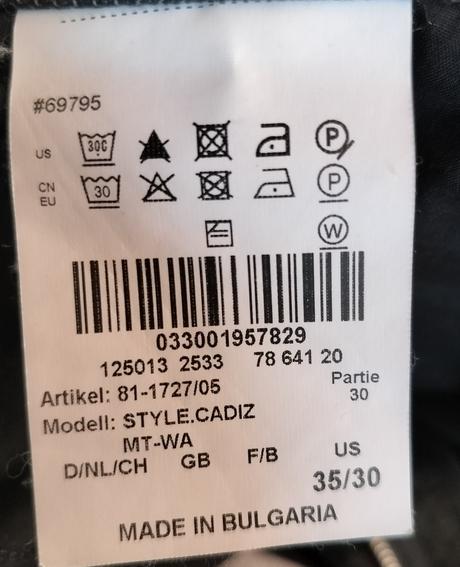 #69795
US 30C P
CN
EU 30 P
W
033001957829
125013 2533 78 641 20
Artikel: 81-1727/05 Partie
30
Modell: STYLE.CADIZ
MT-WA
D/NL/CH GB F/B US
35/30
MADE IN BULGARIA